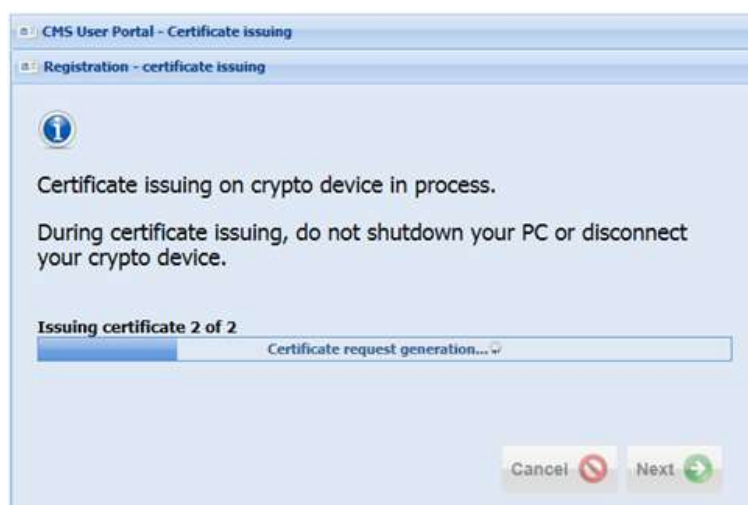 CMS User Portal - Certificate issuing
Registration - certificate issuing
Certificate issuing on crypto device in process.
During certificate issuing, do not shutdown your PC or disconnect
your crypto device.
Issuing certificate 2 of 2
Certificate request generation...
Cancel
Next